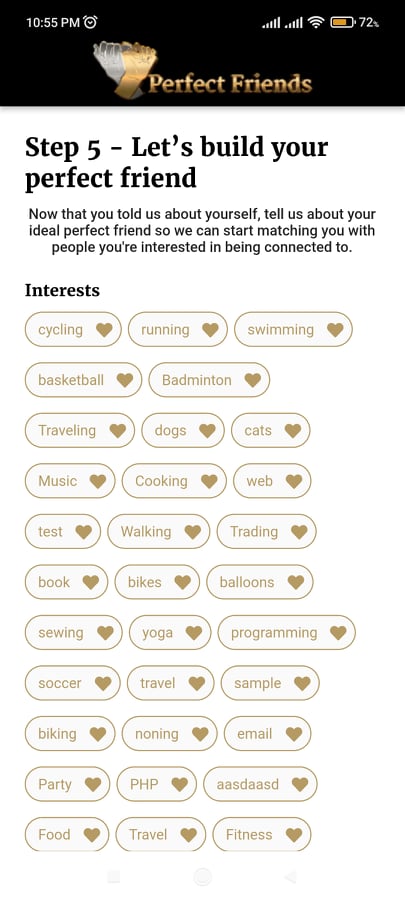 10:55 PM 72%
Perfect Friends
Step 5 - Let's build your
perfect friend
Now that you told us about yourself, tell us about your
ideal perfect friend so we can start matching you with
people you're interested in being connected to.
Interests
cycling running swimming
basketball Badminton
Traveling dogs cats
Music Cooking web
test Walking Trading
book bikes balloons
sewing yoga programming
soccer travel sample
biking noning email
Party PHP aasdaasd
Food Travel Fitness